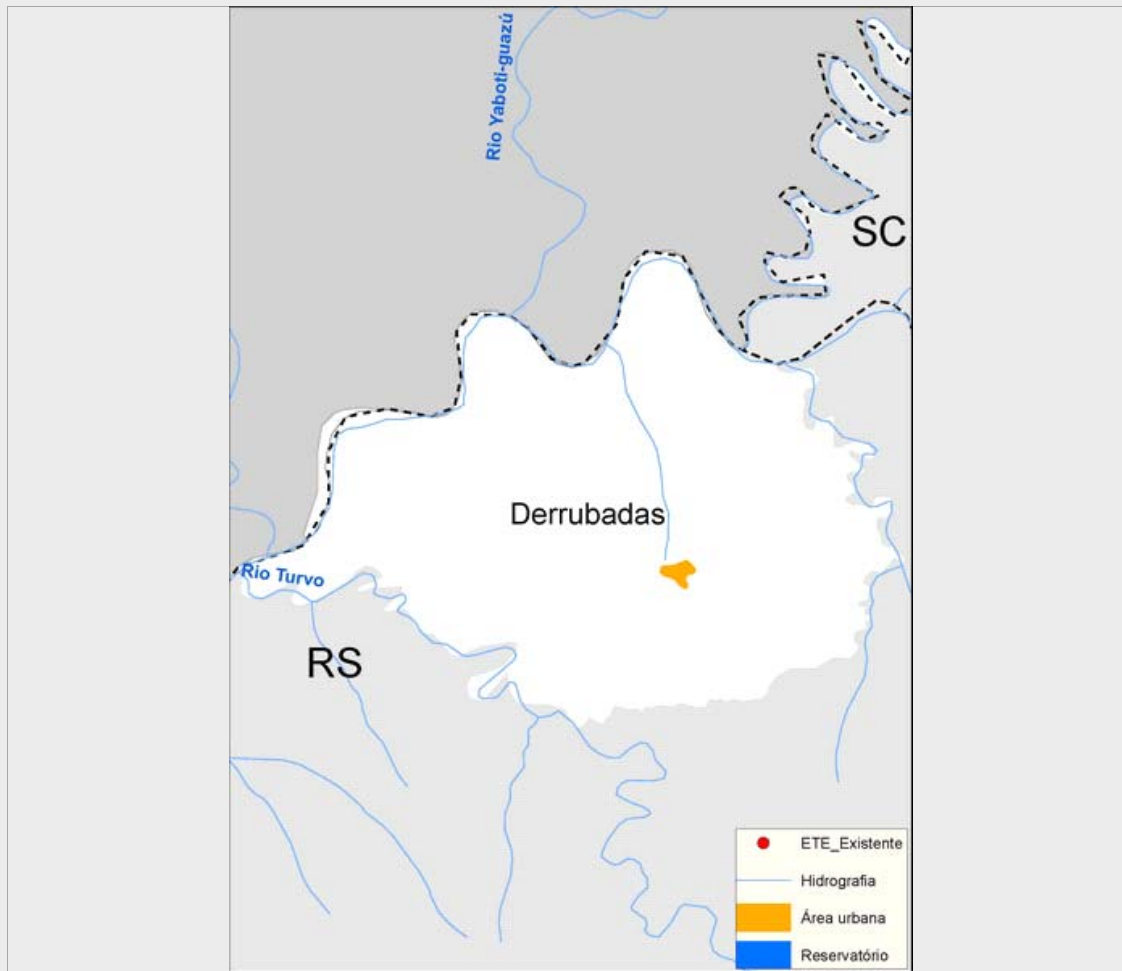 Rio Yaboti-guazú
SC
Derrubadas
Rio Turvo
RS
ETE_Existente
Hidrografia
Área urbana
Reservatório